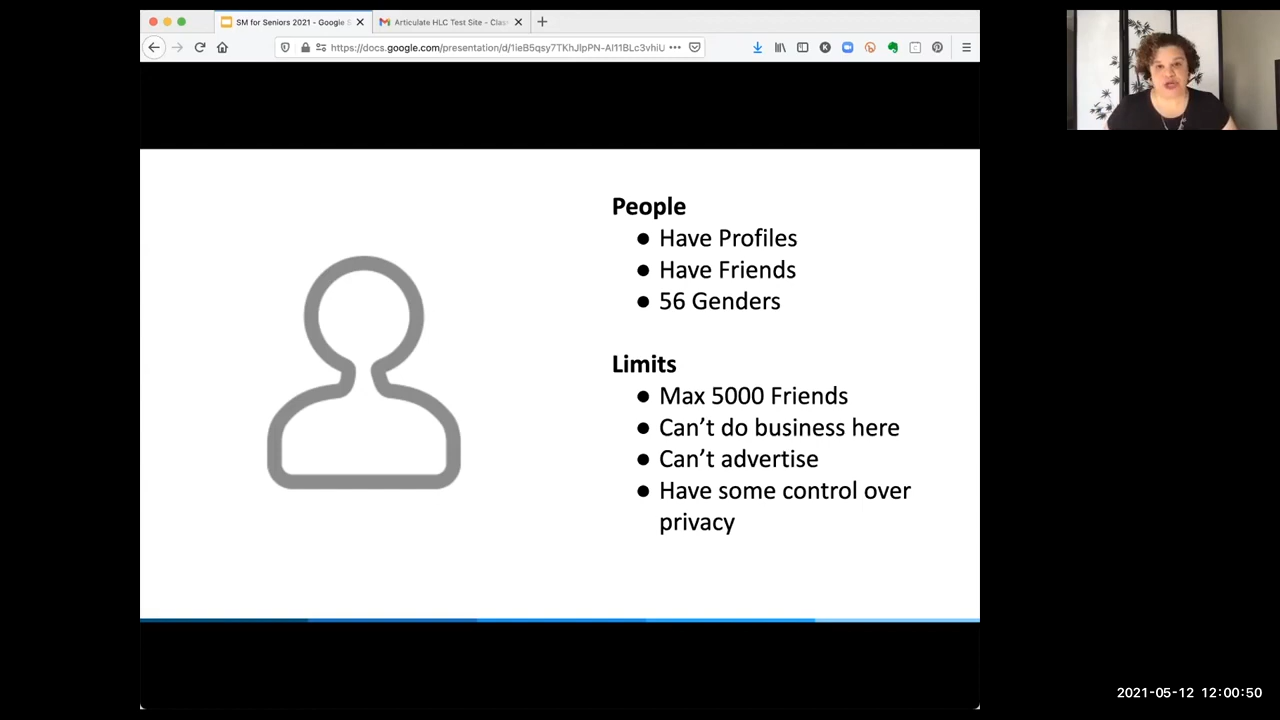 SM for Seniors 2021 - Google S
Articulate HLC Test Site - Clas
https://docs.google.com/presentation/d/1ieB5qsy7TKhJlpPN-AI11BLc3vhiU
People
● Have Profiles
● Have Friends
● 56 Genders
Limits
● Max 5000 Friends
● Can’t do business here
● Can’t advertise
● Have some control over
privacy
2021-05-12 12:00:50